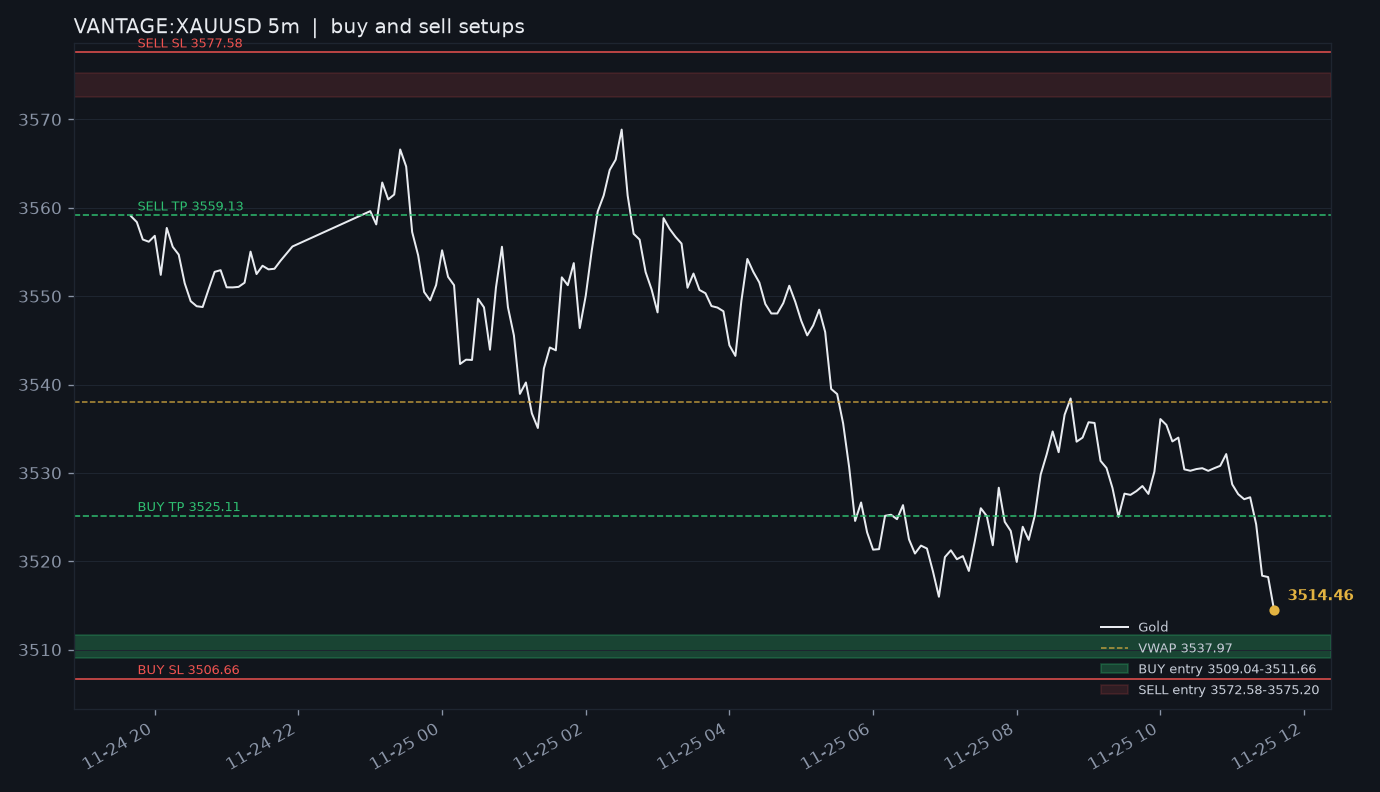 VANTAGE:XAUUSD 5m | buy and sell setups
SELL SL 3577.58
3570
SELL TP 3559.13
3560
3550
3540
3530
BUY TP 3525.11
3520
3514.46
Gold
3510
VWAP 3537.97
BUY SL 3506.66
BUY entry 3509.04-3511.66
SELL entry 3572.58-3575.20
11-24 20
11-24 22
11-25 00
11-25 02
11-25 04
11-25 06
11-25 08
11-25 10
11-25 12